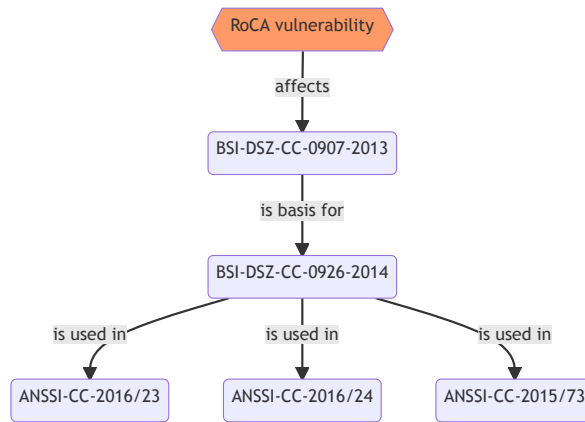 RoCA vulnerability
affects
BSI-DSZ-CC-0907-2013
is basis for
BSI-DSZ-CC-0926-2014
is used in
is used in
is used in
ANSSI-CC-2016/23
ANSSI-CC-2016/24
ANSSI-CC-2015/73